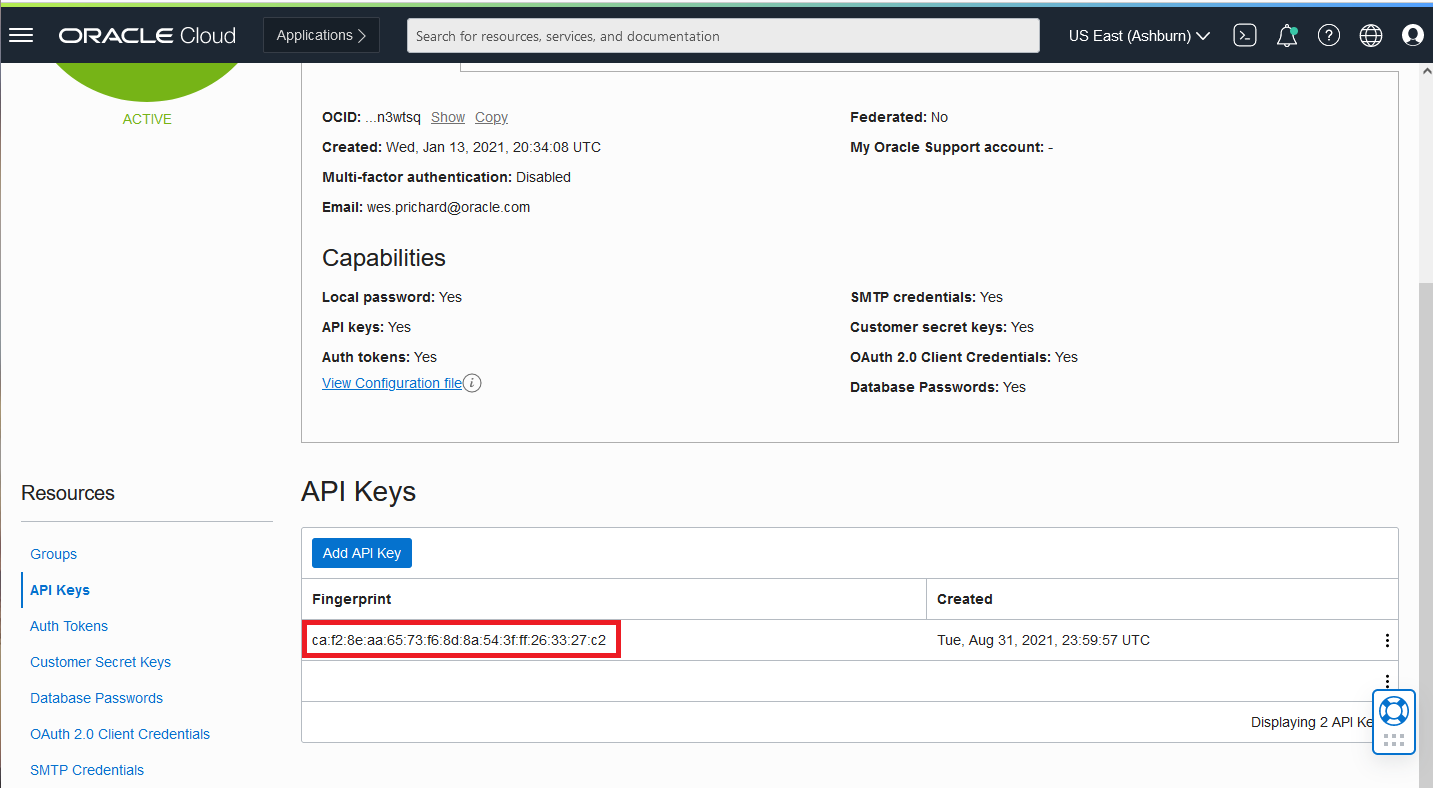 ORACLE Cloud
Applications
Search for resources, services, and documentation
US East (Ashburn)
ACTIVE
OCID: ...n3wtsq Show Copy
Created: Wed, Jan 13, 2021, 20:34:08 UTC
Multi-factor authentication: Disabled
Email: wes.prichard@oracle.com
Federated: No
My Oracle Support account: -
Capabilities
Local password: Yes
API keys: Yes
Auth tokens: Yes
View Configuration file i
SMTP credentials: Yes
Customer secret keys: Yes
OAuth 2.0 Client Credentials: Yes
Database Passwords: Yes
Resources
Groups
API Keys
Auth Tokens
Customer Secret Keys
Database Passwords
OAuth 2.0 Client Credentials
SMTP Credentials
API Keys
Add API Key
Fingerprint Created
ca:f2:8e:aa:65:73:f6:8d:8a:54:3f:ff:26:33:27:c2 Tue, Aug 31, 2021, 23:59:57 UTC
Displaying 2 API Ke